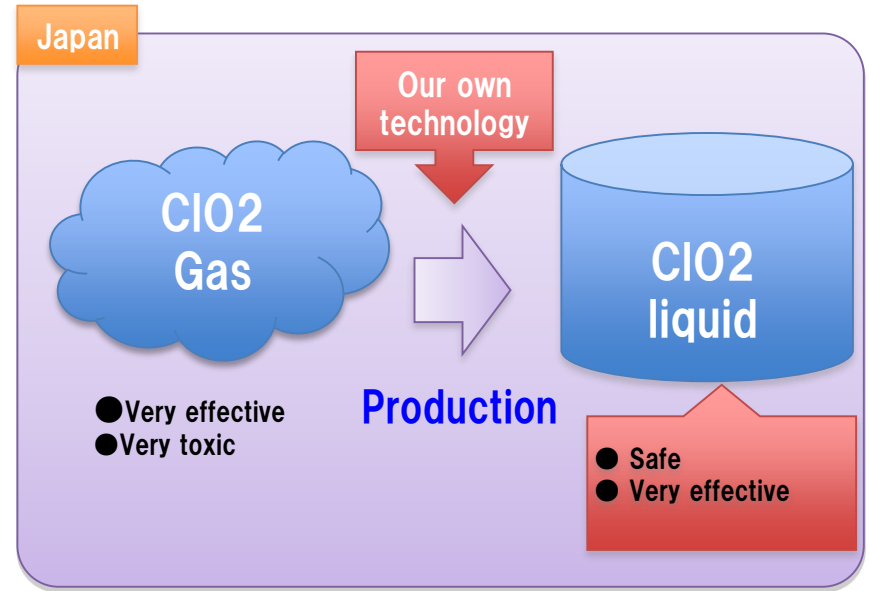 Japan
Our own
technology
ClO2
Gas
ClO2
liquid
Production
●Very effective
●Very toxic
● Safe
● Very effective